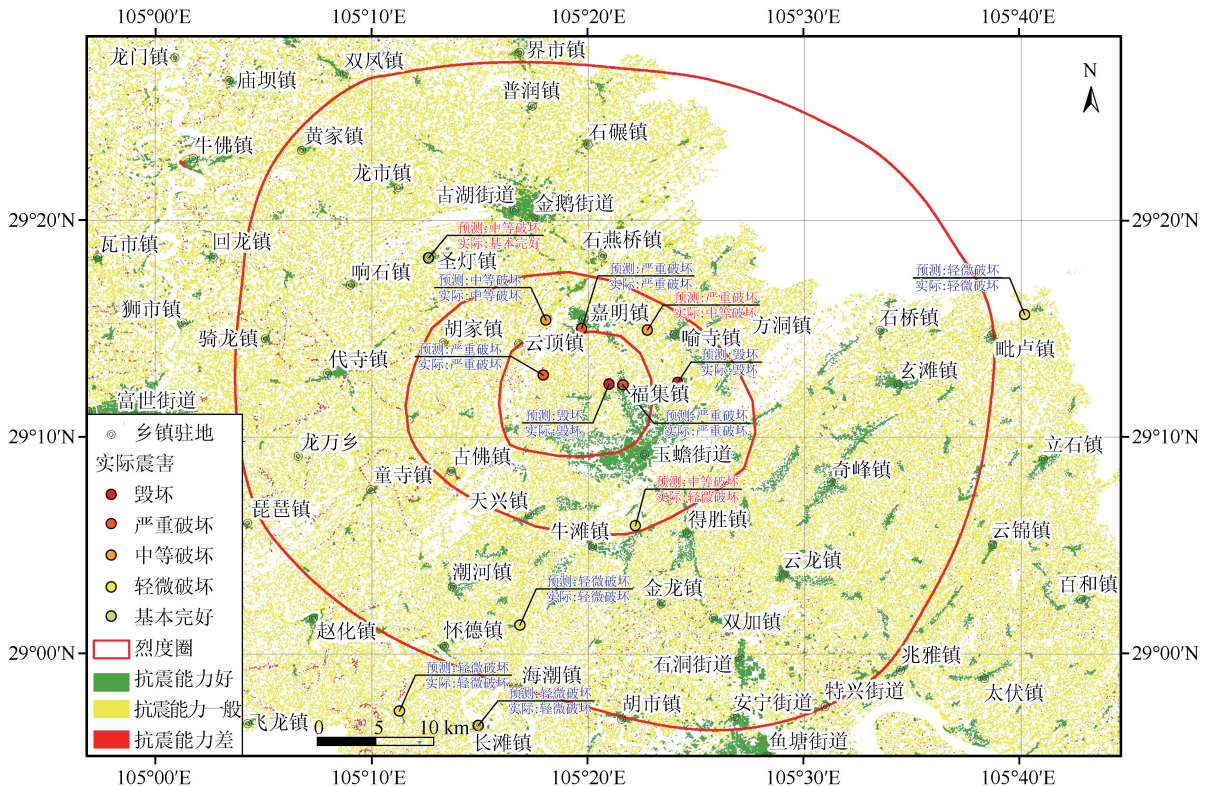 105°00′E
105°10′E
105°20′E
105°30′E
105°40′E
龙门镇
庙坝镇
双凤镇
界市镇
N
普润镇
牛佛镇
黄家镇
石碾镇
龙市镇
古湖街道
金鹅街道
29°20′N
29°20′N
瓦市镇
回龙镇
预测:中等破坏
实际:基本完好
石燕桥镇
响石镇
圣灯镇
预测:严重破坏
实际:严重破坏
预测:轻微破坏
实际:轻微破坏
预测:中等破坏
实际:中等破坏
预测:严重破坏
实际:中等破坏
狮市镇
嘉明镇
方洞镇
石桥镇
骑龙镇
胡家镇
云顶镇
喻寺镇
毗卢镇
代寺镇
预测:严重破坏
实际:严重破坏
预测:毁坏
实际:毁坏
玄滩镇
富世街道
福集镇
预测:毁坏
实际:毁坏
预测:严重破坏
实际:严重破坏
29°10′N
乡镇驻地
龙万乡
古佛镇
玉蟾街道
立石镇
29°10′N
实际震害
童寺镇
奇峰镇
毁坏
琵琶镇
天兴镇
预测:中等破坏
实际:轻微破坏
严重破坏
牛滩镇
得胜镇
云锦镇
中等破坏
潮河镇
云龙镇
轻微破坏
预测:轻微破坏
实际:轻微破坏
金龙镇
百和镇
基本完好
赵化镇
怀德镇
双加镇
29°00′N
烈度圈
石洞街道
兆雅镇
29°00′N
抗震能力好
预测:轻微破坏
实际:轻微破坏
海潮镇
特兴街道
太伏镇
抗震能力一般
预测:轻微破坏
实际:轻微破坏
胡市镇
安宁街道
飞龙镇
0 5 10 km
抗震能力差
长滩镇
鱼塘街道
105°00′E
105°10′E
105°20′E
105°30′E
105°40′E